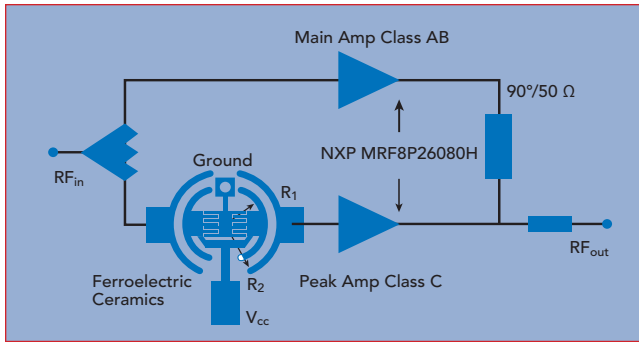 Main Amp Class AB
90°/50 Ω
NXP MRF8P26080H
RFin
Ground
R1
R2
Ferroelectric
Ceramics
Vcc
Peak Amp Class C
RFout